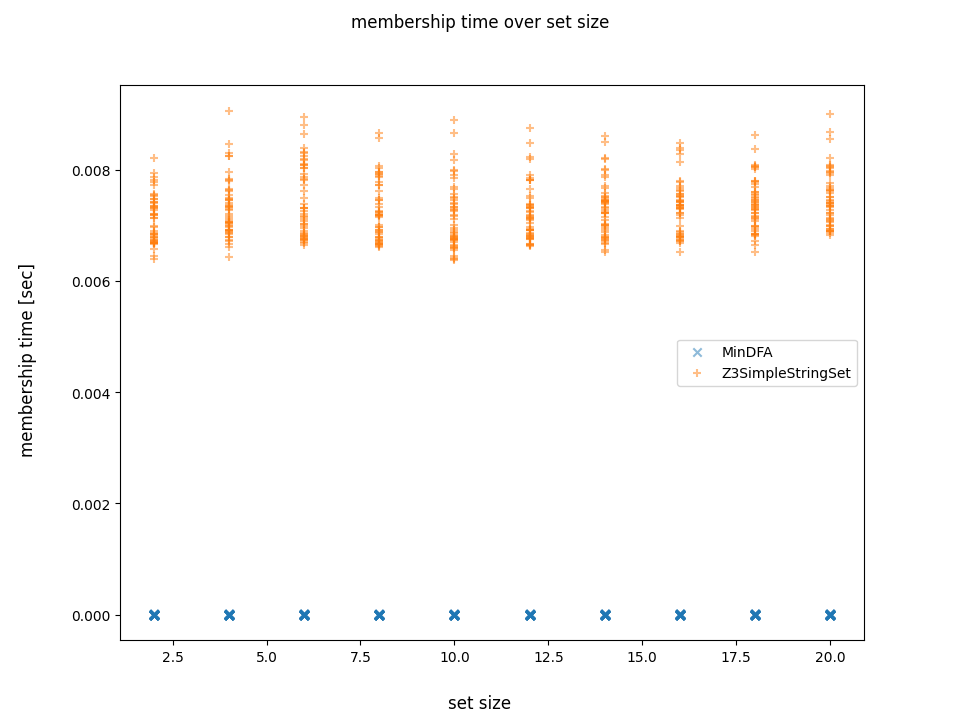 membership time over set size
membership time [sec]
0.008
0.006
0.004
0.002
0.000
MinDFA
Z3SimpleStringSet
2.5 5.0 7.5 10.0 12.5 15.0 17.5 20.0
set size